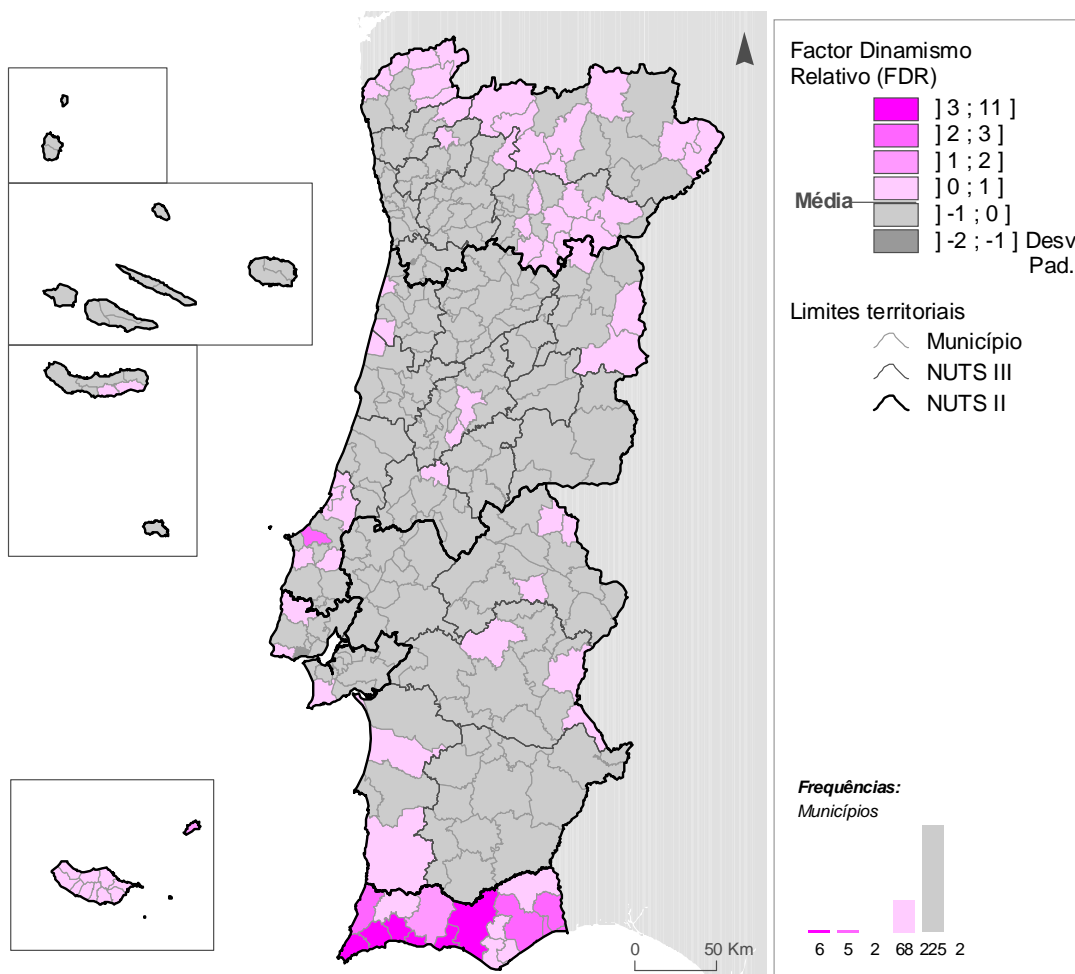 Factor Dinamismo
Relativo (FDR)
] 3 ; 11 ]
] 2 ; 3 ]
] 1 ; 2 ]
] 0 ; 1 ]
Média
] -1 ; 0 ]
] -2 ; -1 ] Desv
Pad.
Limites territoriais
Município
NUTS III
NUTS II
Frequências:
Municípios
6 5 2 68 225 2
0 50 Km